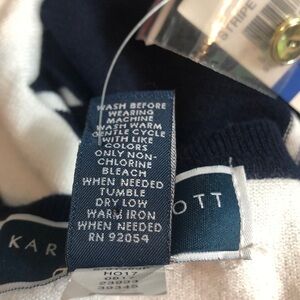 STRIPE
WASH BEFORE
WEARING
MACHINE
WASH WARM
GENTLE CYCLE
WITH LIKE
COLORS
ONLY NON-
CHLORINE
BLEACH
WHEN NEEDED
TUMBLE
DRY LOW
WARM IRON
WHEN NEEDED
RN 92054
KAR
OTT
HO17